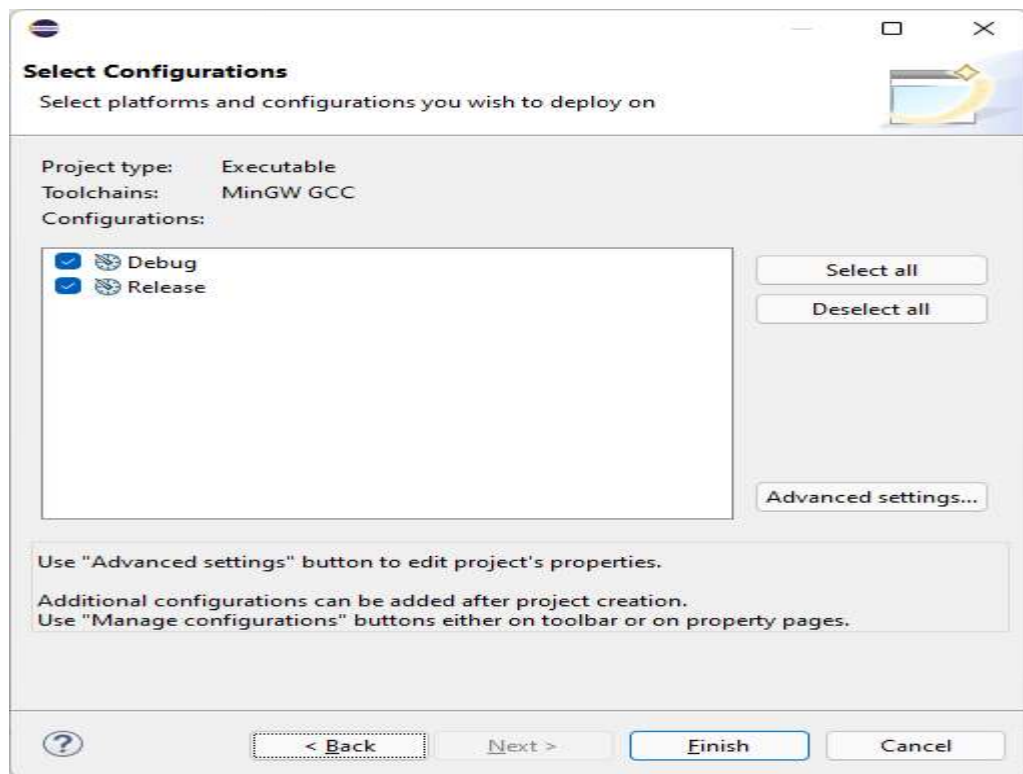 Select Configurations
Select platforms and configurations you wish to deploy on
Project type: Executable
Toolchains: MinGW GCC
Configurations:
Debug
Release
Select all
Deselect all
Advanced settings...
Use "Advanced settings" button to edit project's properties.
Additional configurations can be added after project creation.
Use "Manage configurations" buttons either on toolbar or on property pages.
?
< Back
Next >
Finish
Cancel